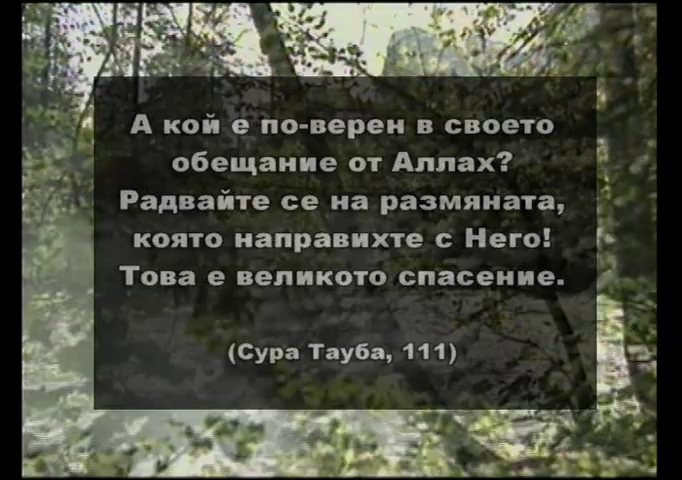 А кой е по-верен в своето
обещание от Аллах?
Радвайте се на размяната,
която направихте с Него!
Това е великото спасение.
(Сура Тауба, 111)